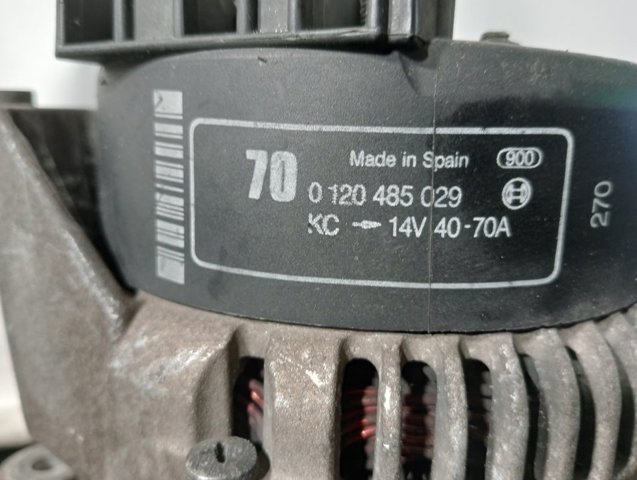 Made in Spain 900
70 0 120 485 029
KC → 14V 40-70A
270